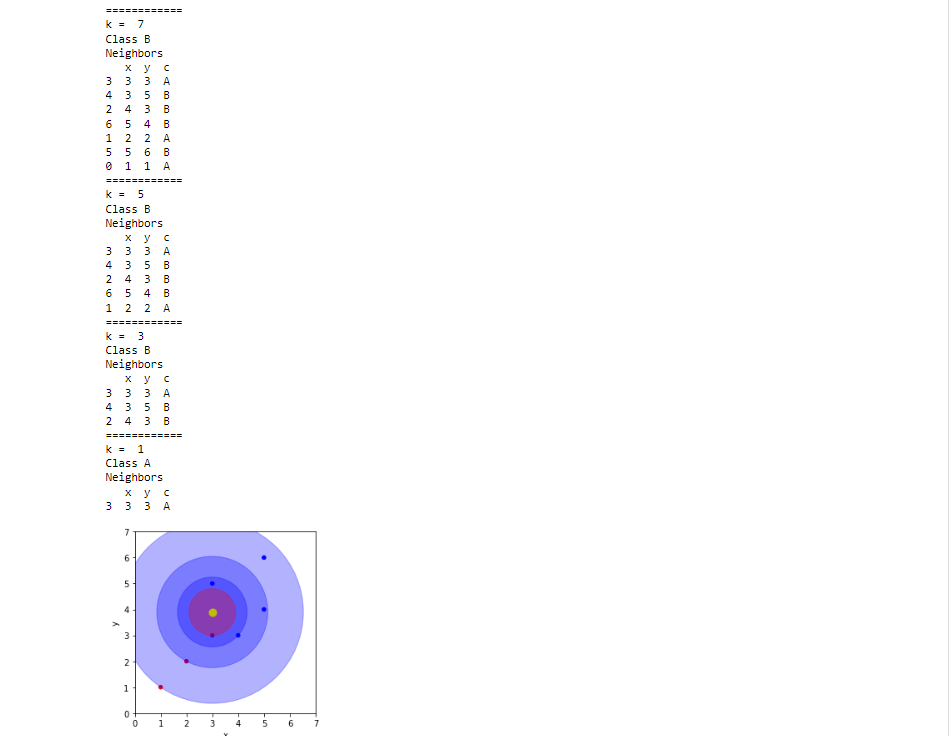 ============
k =  7
Class B
Neighbors
   x  y  c
3  3  3  A
4  3  5  B
2  4  3  B
6  5  4  B
1  2  2  A
5  5  6  B
0  1  1  A
============
k =  5
Class B
Neighbors
   x  y  c
3  3  3  A
4  3  5  B
2  4  3  B
6  5  4  B
1  2  2  A
============
k =  3
Class B
Neighbors
   x  y  c
3  3  3  A
4  3  5  B
2  4  3  B
============
k =  1
Class A
Neighbors
   x  y  c
3  3  3  A
7
6
5
4
y
3
2
1
0
0 1 2 3 4 5 6 7
x